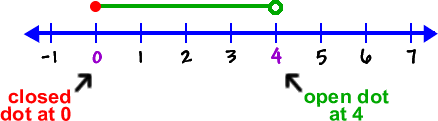 -1 0 1 2 3 4 5 6 7
closed
dot at 0
open dot
at 4